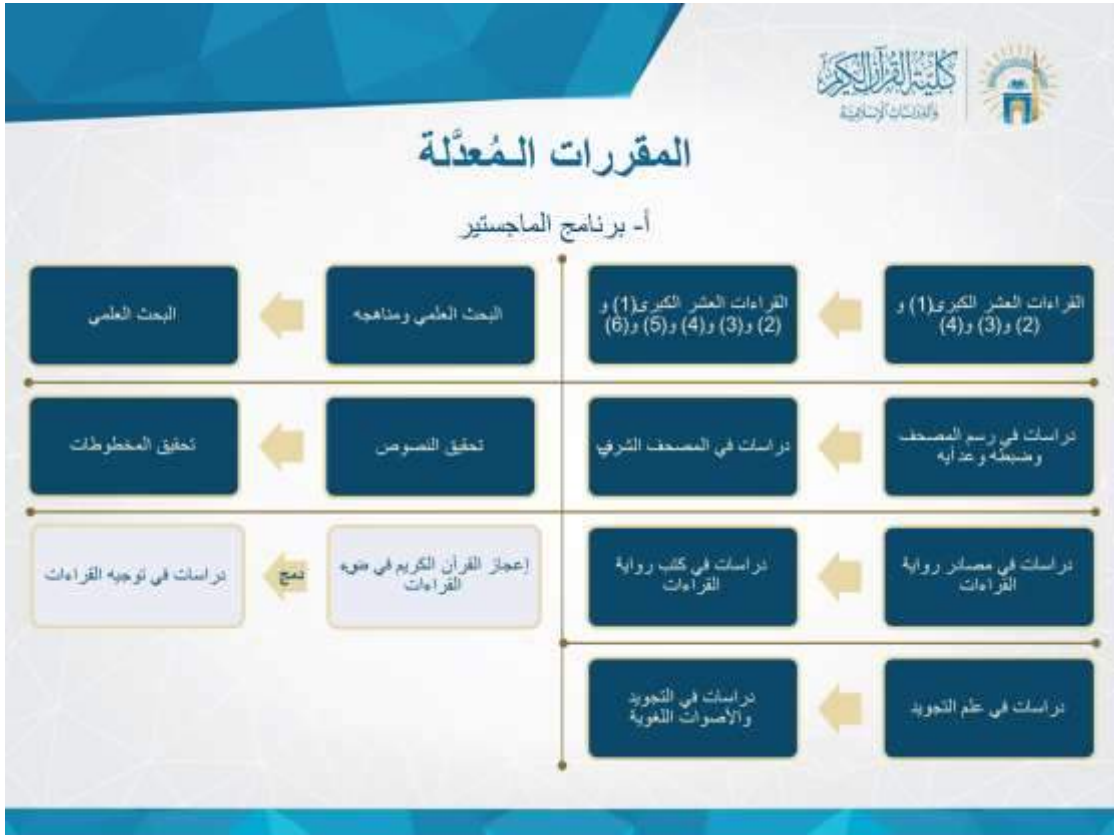 كلية القرآن الكريم
والدراسات الإسلامية
المقررات المُعدَّلة
أ- برنامج الماجستير
القراءات العشر الكبرى(1) و
(2) و(3) و(4)
القراءات العشر الكبرى(1) و
(2) و(3) و(4) و(5) و(6)
البحث العلمي ومناهجه
البحث العلمي
دراسات في رسم المصحف
وضبطه وعد آيه
دراسات في المصحف الشرفي
تحقيق النصوص
تحقيق المخطوطات
دراسات في مصادر رواية
القراءات
دراسات في كتب رواية
القراءات
إعجاز القرآن الكريم في ضوء
القراءات
دمج
دراسات في توجيه القراءات
دراسات في علم التجويد
دراسات في التجويد
والأصوات اللغوية